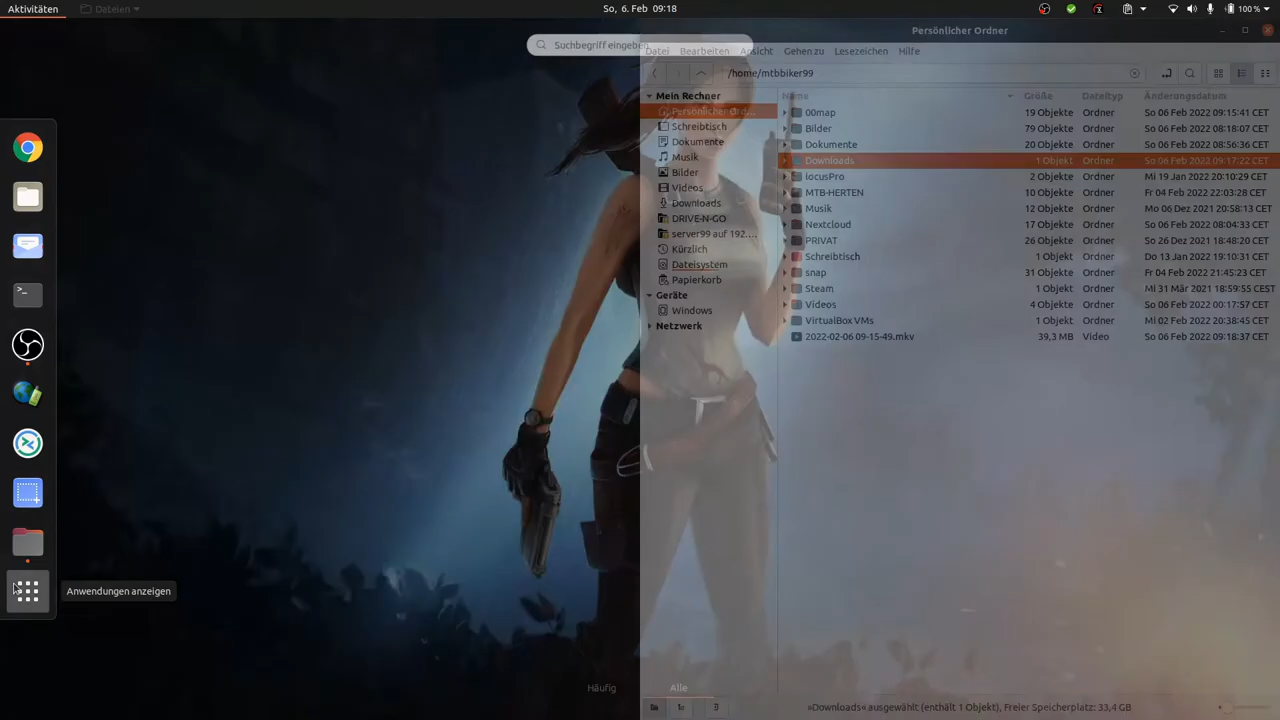 Aktivitäten
Dateien
So, 6. Feb 09:18
100 %
Suchbegriff eingeben
Persönlicher Ordner
Datei Bearbeiten Ansicht Gehen zu Lesezeichen Hilfe
/home/mtbbiker99
Mein Rechner
Persönlicher Ord...
Schreibtisch
Dokumente
Musik
Bilder
Videos
Downloads
DRIVE-N-GO
server99 auf 192....
Kürzlich
Dateisystem
Papierkorb
Geräte
Windows
Netzwerk
Name Größe Dateityp Änderungsdatum
00map 19 Objekte Ordner So 06 Feb 2022 09:15:41 CET
Bilder 79 Objekte Ordner So 06 Feb 2022 08:18:07 CET
Dokumente 20 Objekte Ordner So 06 Feb 2022 08:56:36 CET
Downloads 1 Objekt Ordner So 06 Feb 2022 09:17:22 CET
locusPro 2 Objekte Ordner Mi 19 Jan 2022 20:10:29 CET
MTB-HERTEN 10 Objekte Ordner Fr 04 Feb 2022 22:03:28 CET
Musik 12 Objekte Ordner Mo 06 Dez 2021 20:58:13 CET
Nextcloud 17 Objekte Ordner So 06 Feb 2022 08:04:33 CET
PRIVAT 26 Objekte Ordner So 26 Dez 2021 18:48:20 CET
Schreibtisch 1 Objekt Ordner Do 13 Jan 2022 19:10:31 CET
snap 31 Objekte Ordner Fr 04 Feb 2022 21:45:23 CET
Steam 1 Objekt Ordner Mi 31 Mär 2021 18:59:55 CEST
Videos 4 Objekte Ordner So 06 Feb 2022 00:17:57 CET
VirtualBox VMs 1 Objekt Ordner Mi 02 Feb 2022 20:38:45 CET
2022-02-06 09-15-49.mkv 39,3 MB Video So 06 Feb 2022 09:18:37 CET
Anwendungen anzeigen
Häufig Alle
»Downloads« ausgewählt (enthält 1 Objekt), Freier Speicherplatz: 33,4 GB